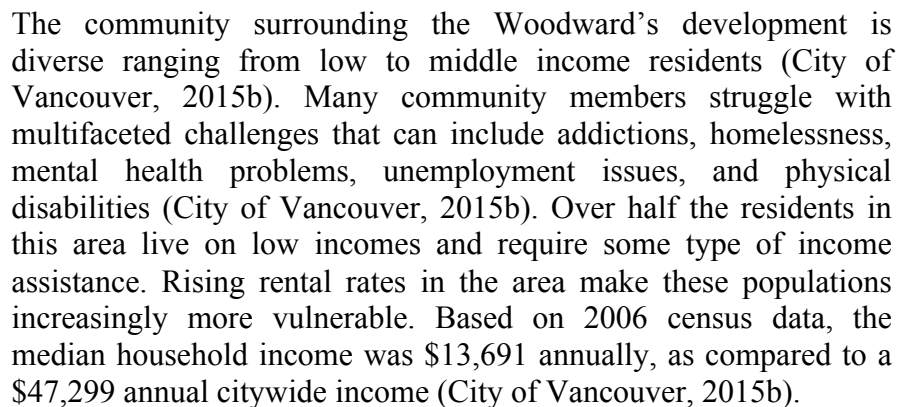 The community surrounding the Woodward’s development is
diverse ranging from low to middle income residents (City of
Vancouver, 2015b). Many community members struggle with
multifaceted challenges that can include addictions, homelessness,
mental health problems, unemployment issues, and physical
disabilities (City of Vancouver, 2015b). Over half the residents in
this area live on low incomes and require some type of income
assistance. Rising rental rates in the area make these populations
increasingly more vulnerable. Based on 2006 census data, the
median household income was $13,691 annually, as compared to a
$47,299 annual citywide income (City of Vancouver, 2015b).